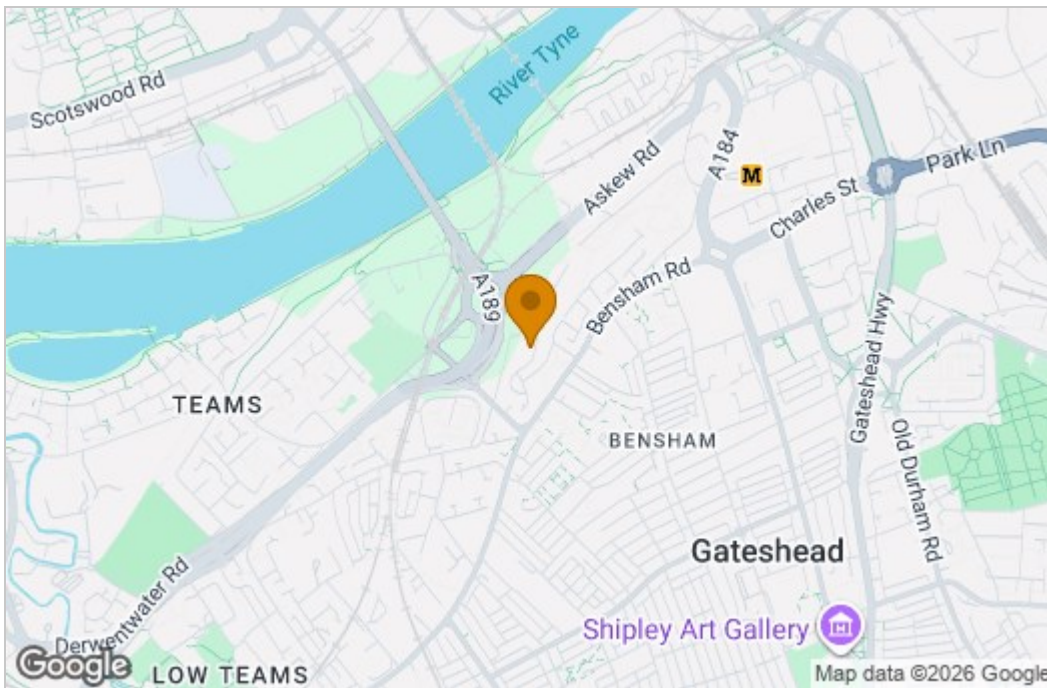 River Tyne
Scotswood Rd
Askew Rd
A184
M
Park Ln
Charles St
A189
Bensham Rd
TEAMS
BENSHAM
Gateshead Hwy
Old Durham Rd
Gateshead
Derwentwater Rd
Shipley Art Gallery
Google
LOW TEAMS
Map data ©2026 Google